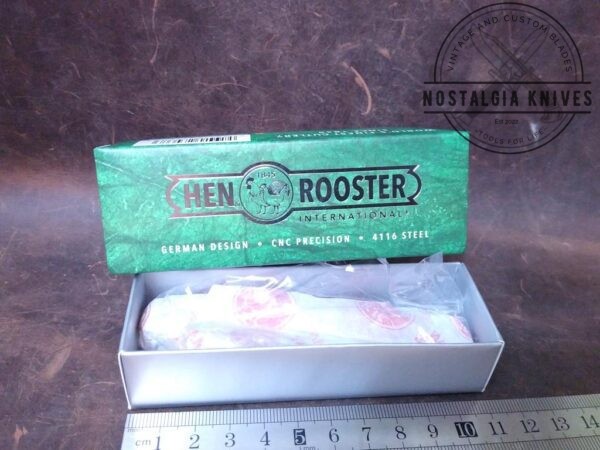 VINTAGE AND CUSTOM BLADES
NOSTALGIA KNIVES
1845
HEN ROOSTER
INTERNATIONAL
GERMAN DESIGN • CNC PRECISION • 4116 STEEL
cm 1 2 3 4 5 6 7 8 9 10 11 12 13 14